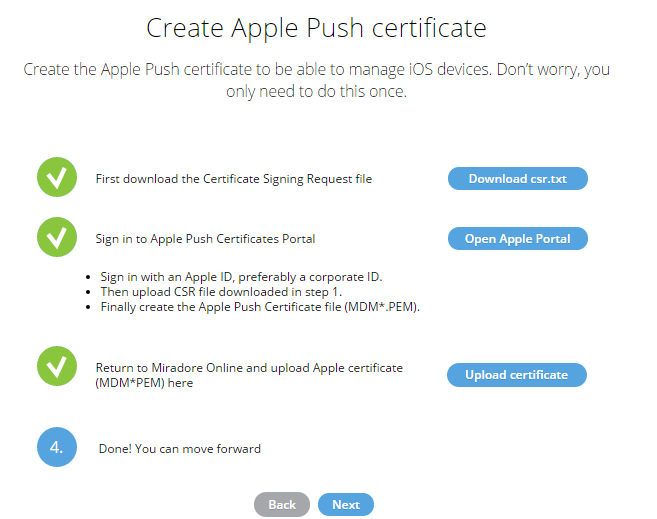 Create Apple Push certificate
Create the Apple Push certificate to be able to manage iOS devices. Don't worry, you
only need to do this once.
First download the Certificate Signing Request file
Download csr.txt
Sign in to Apple Push Certificates Portal
Open Apple Portal
• Sign in with an Apple ID, preferably a corporate ID.
• Then upload CSR file downloaded in step 1.
• Finally create the Apple Push Certificate file (MDM*.PEM).
Return to Miradore Online and upload Apple certificate
(MDM*PEM) here
Upload certificate
4.
Done! You can move forward
Back
Next